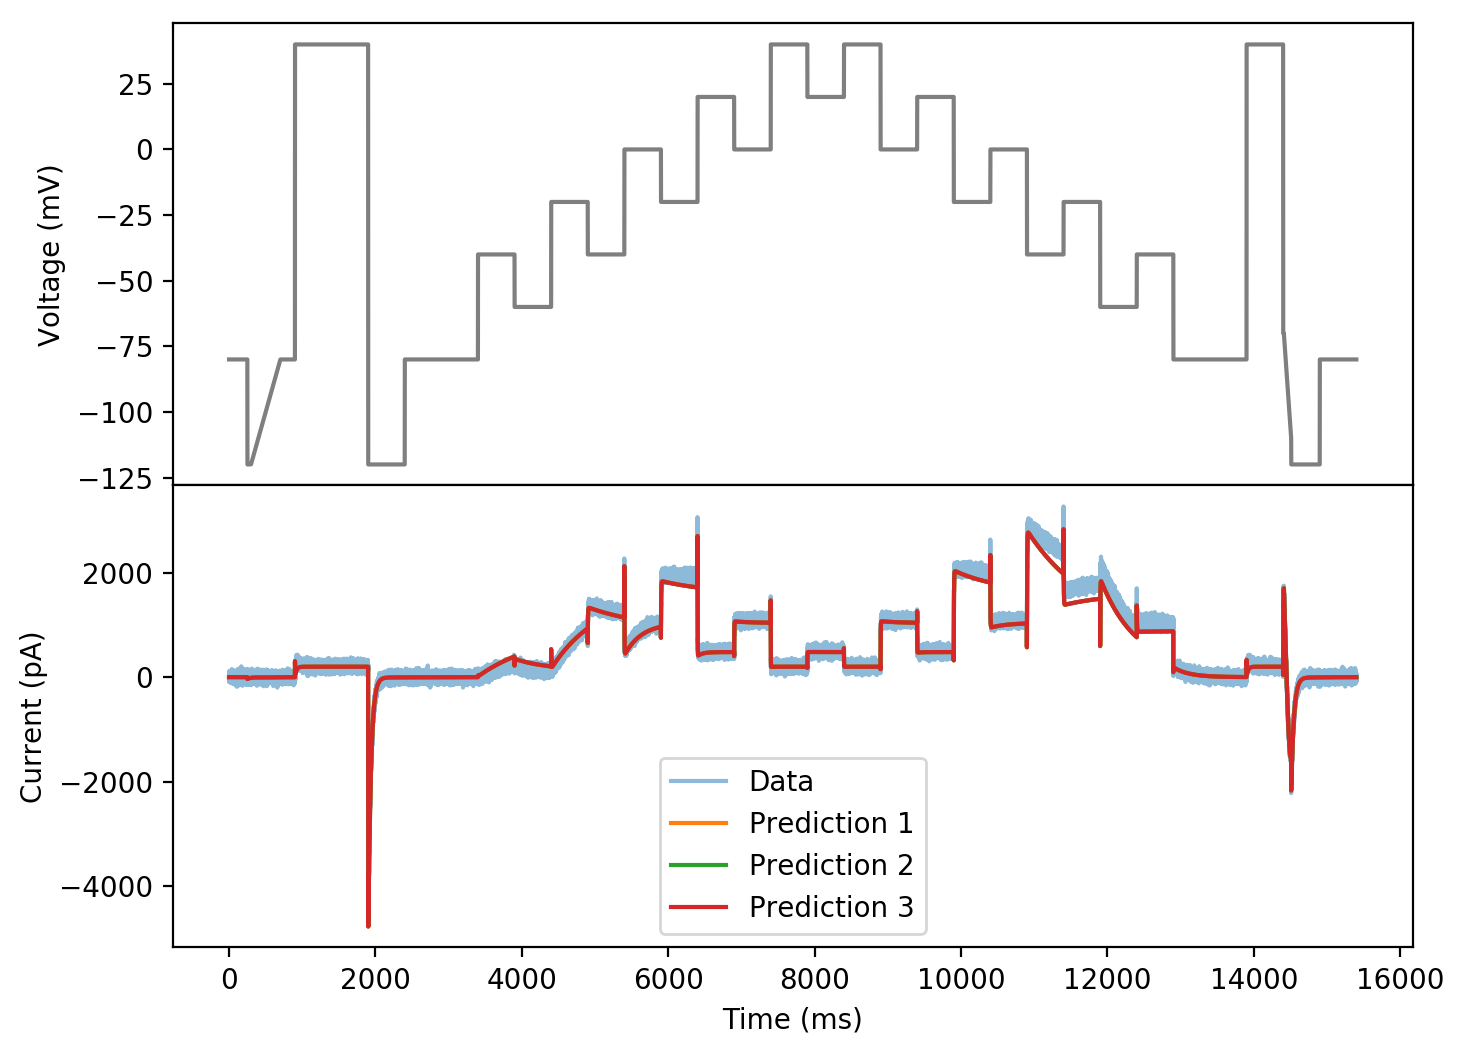 25
0
−25
−50
−75
−100
−125
Voltage (mV)
2000
0
−2000
−4000
Current (pA)
Data
Prediction 1
Prediction 2
Prediction 3
0 2000 4000 6000 8000 10000 12000 14000 16000
Time (ms)